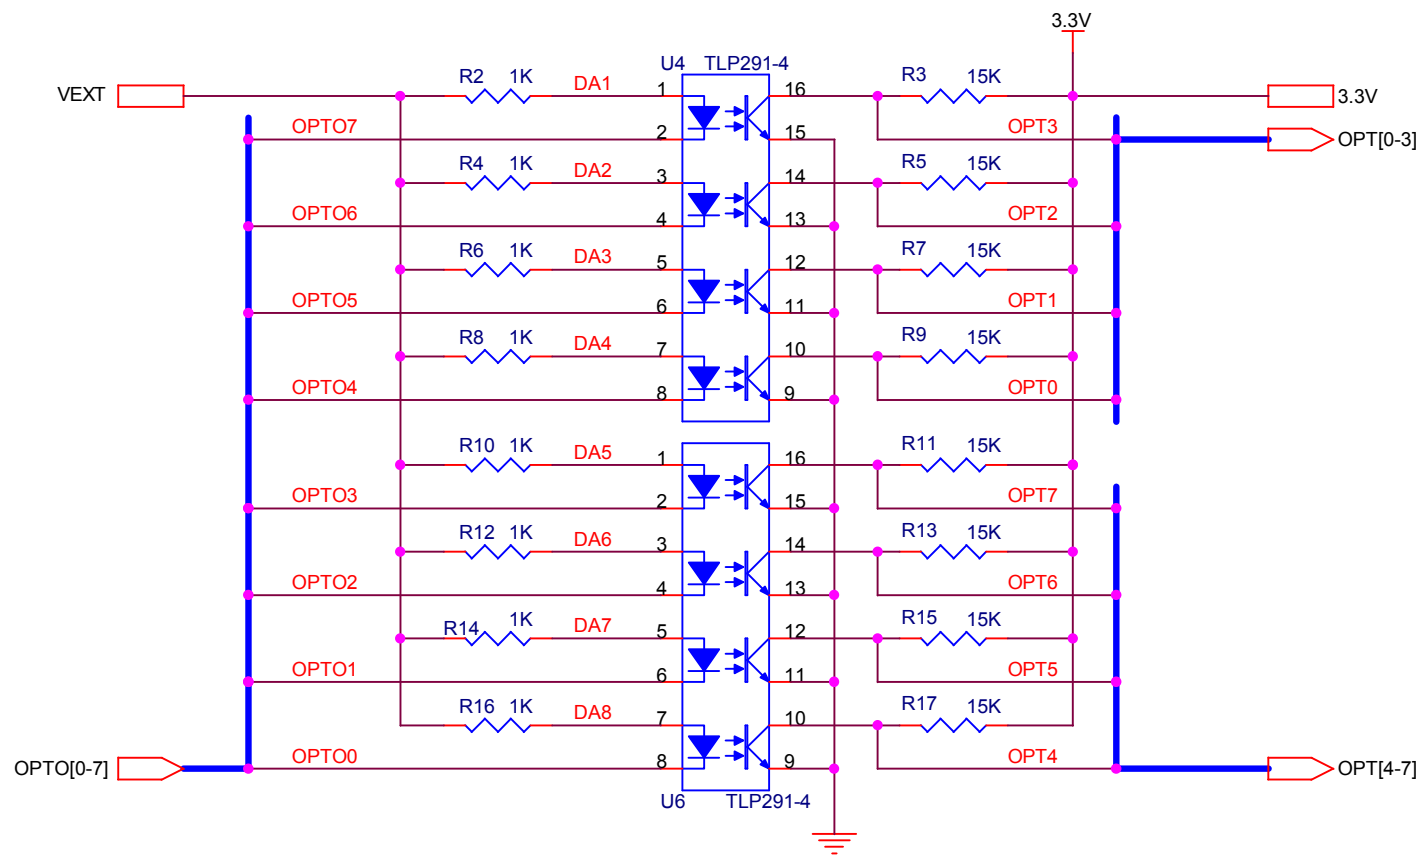 3.3V
U4 TLP291-4
R2 1K DA1 1 16 R3 15K
VEXT 3.3V
OPTO7 2 15 OPT3 OPT[0-3]
R4 1K DA2 3 14 R5 15K
OPTO6 4 13 OPT2
R6 1K DA3 5 12 R7 15K
OPTO5 6 11 OPT1
R8 1K DA4 7 10 R9 15K
OPTO4 8 9 OPT0
R10 1K DA5 1 16 R11 15K
OPTO3 2 15 OPT7
R12 1K DA6 3 14 R13 15K
OPTO2 4 13 OPT6
R14 1K DA7 5 12 R15 15K
OPTO1 6 11 OPT5
R16 1K DA8 7 10 R17 15K
OPTO0 8 9 OPT4
OPTO[0-7] OPT[4-7]
U6 TLP291-4